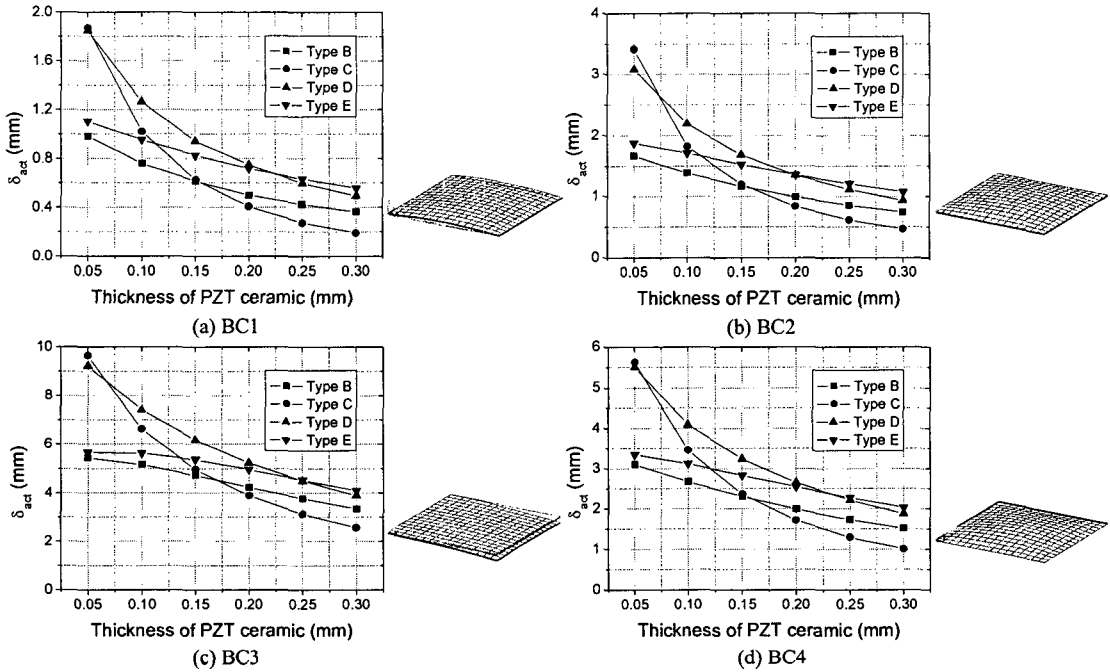 2.0
1.6
1.2
0.8
0.4
0.0
δact (mm)
Type B
Type C
Type D
Type E
0.05 0.10 0.15 0.20 0.25 0.30
Thickness of PZT ceramic (mm)
(a) BC1
4
3
2
1
0
δact (mm)
Type B
Type C
Type D
Type E
0.05 0.10 0.15 0.20 0.25 0.30
Thickness of PZT ceramic (mm)
(b) BC2
10
8
6
4
2
0
δact (mm)
Type B
Type C
Type D
Type E
0.05 0.10 0.15 0.20 0.25 0.30
Thickness of PZT ceramic (mm)
(c) BC3
6
5
4
3
2
1
0
δact (mm)
Type B
Type C
Type D
Type E
0.05 0.10 0.15 0.20 0.25 0.30
Thickness of PZT ceramic (mm)
(d) BC4